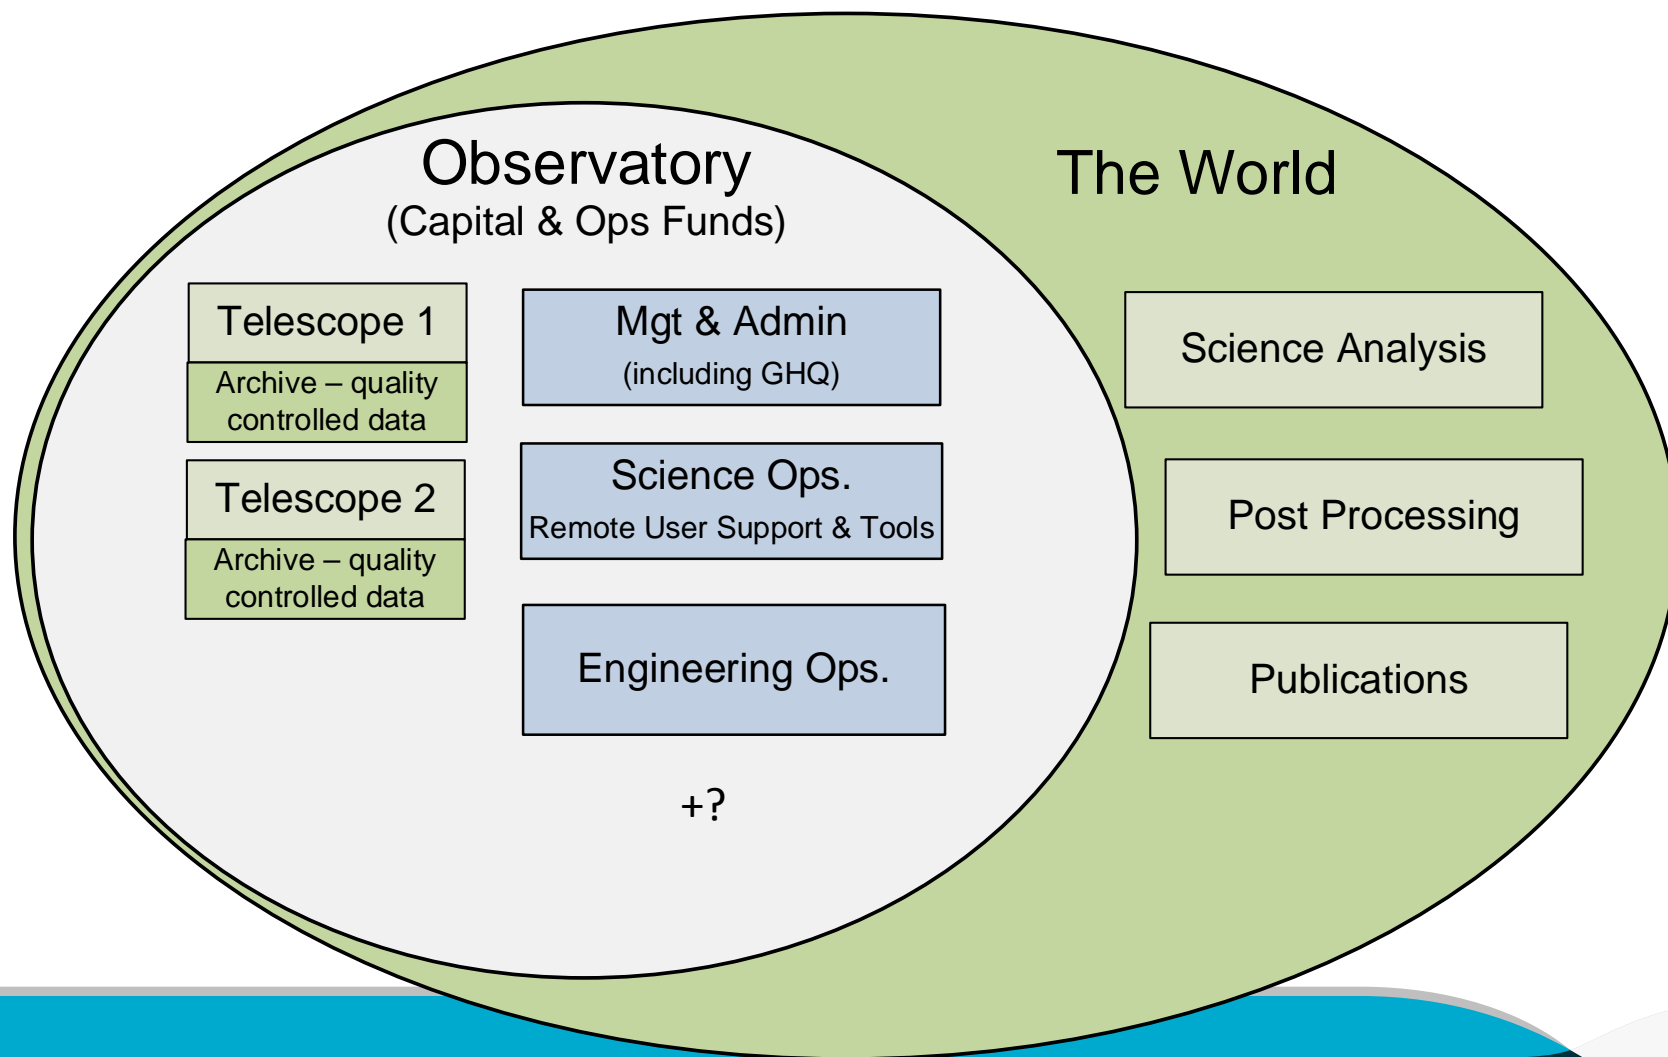 Observatory
(Capital & Ops Funds)
The World
Telescope 1
Archive – quality
controlled data
Telescope 2
Archive – quality
controlled data
Mgt & Admin
(including GHQ)
Science Ops.
Remote User Support & Tools
Engineering Ops.
+?
Science Analysis
Post Processing
Publications